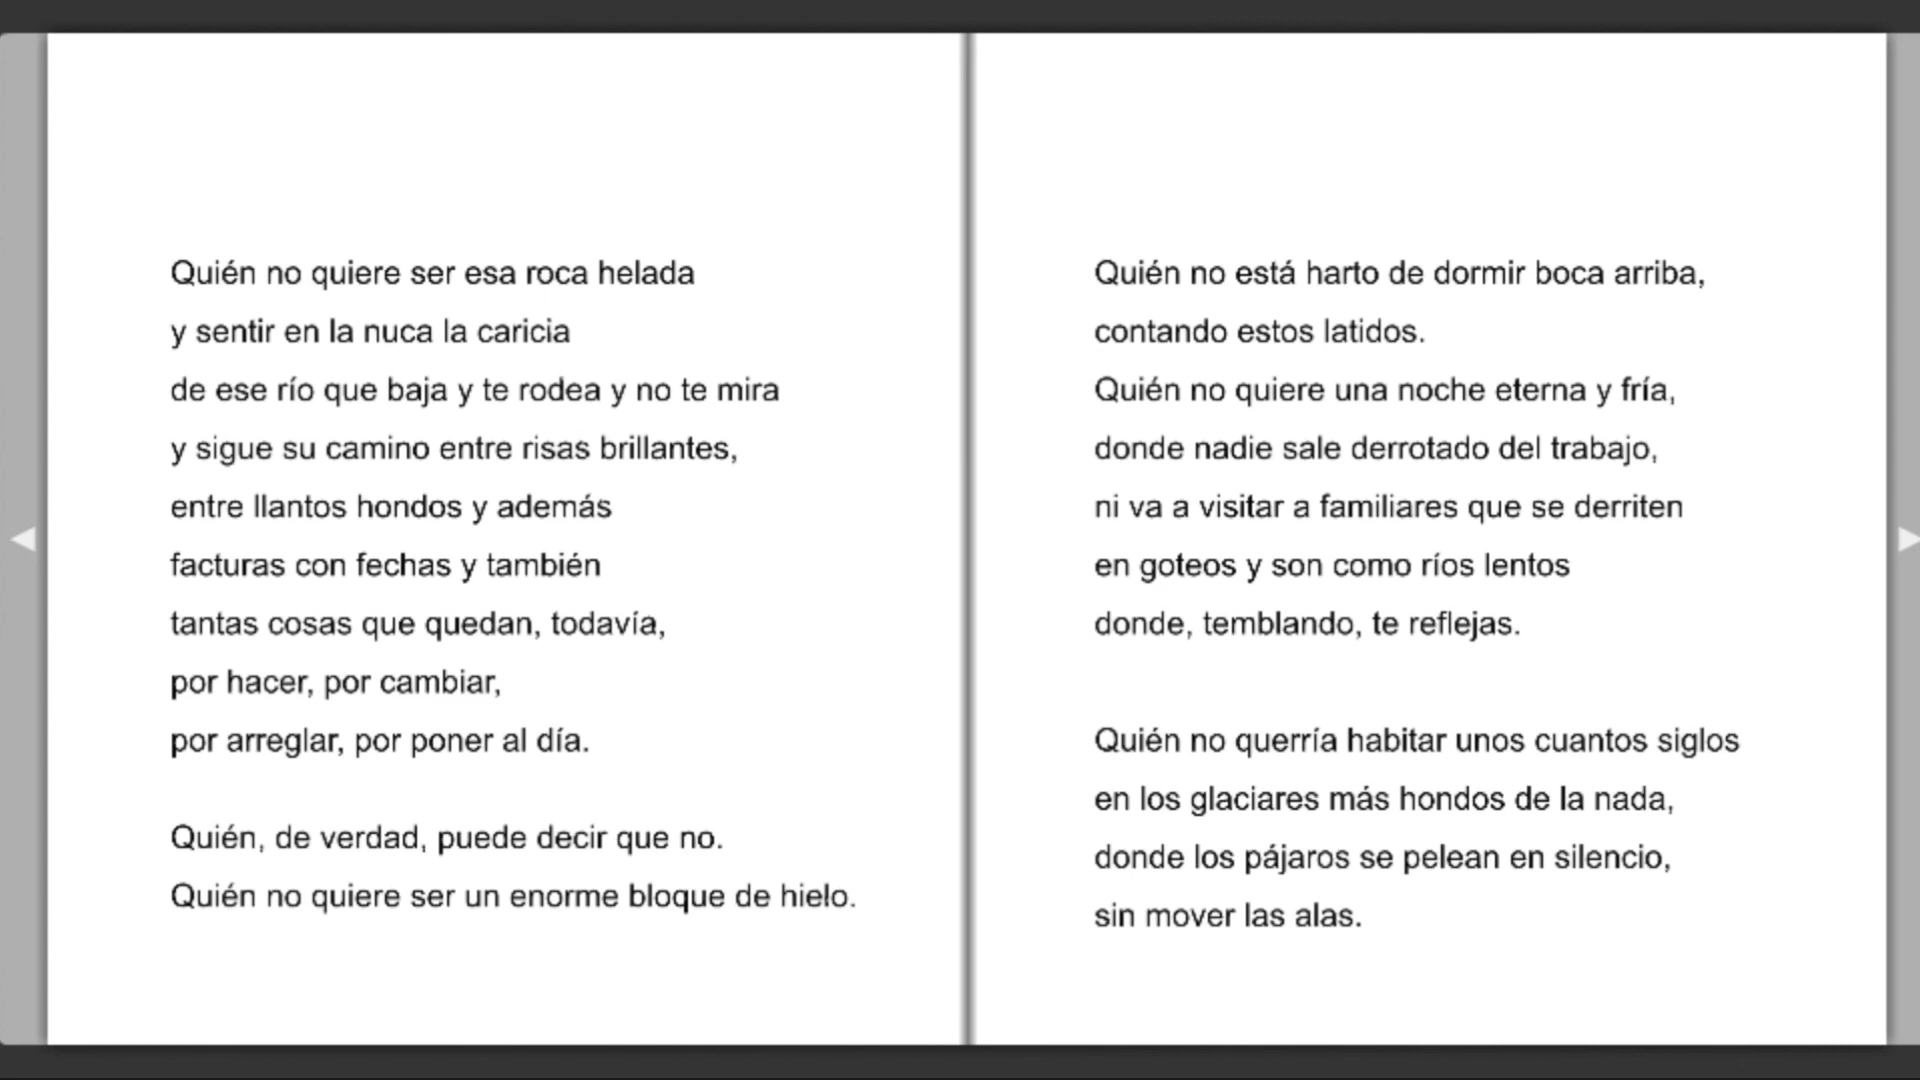 Quién no quiere ser esa roca helada
y sentir en la nuca la caricia
de ese río que baja y te rodea y no te mira
y sigue su camino entre risas brillantes,
entre llantos hondos y además
facturas con fechas y también
tantas cosas que quedan, todavía,
por hacer, por cambiar,
por arreglar, por poner al día.
Quién, de verdad, puede decir que no.
Quién no quiere ser un enorme bloque de hielo.
Quién no está harto de dormir boca arriba,
contando estos latidos.
Quién no quiere una noche eterna y fría,
donde nadie sale derrotado del trabajo,
ni va a visitar a familiares que se derriten
en goteos y son como ríos lentos
donde, temblando, te reflejas.
Quién no querría habitar unos cuantos siglos
en los glaciares más hondos de la nada,
donde los pájaros se pelean en silencio,
sin mover las alas.